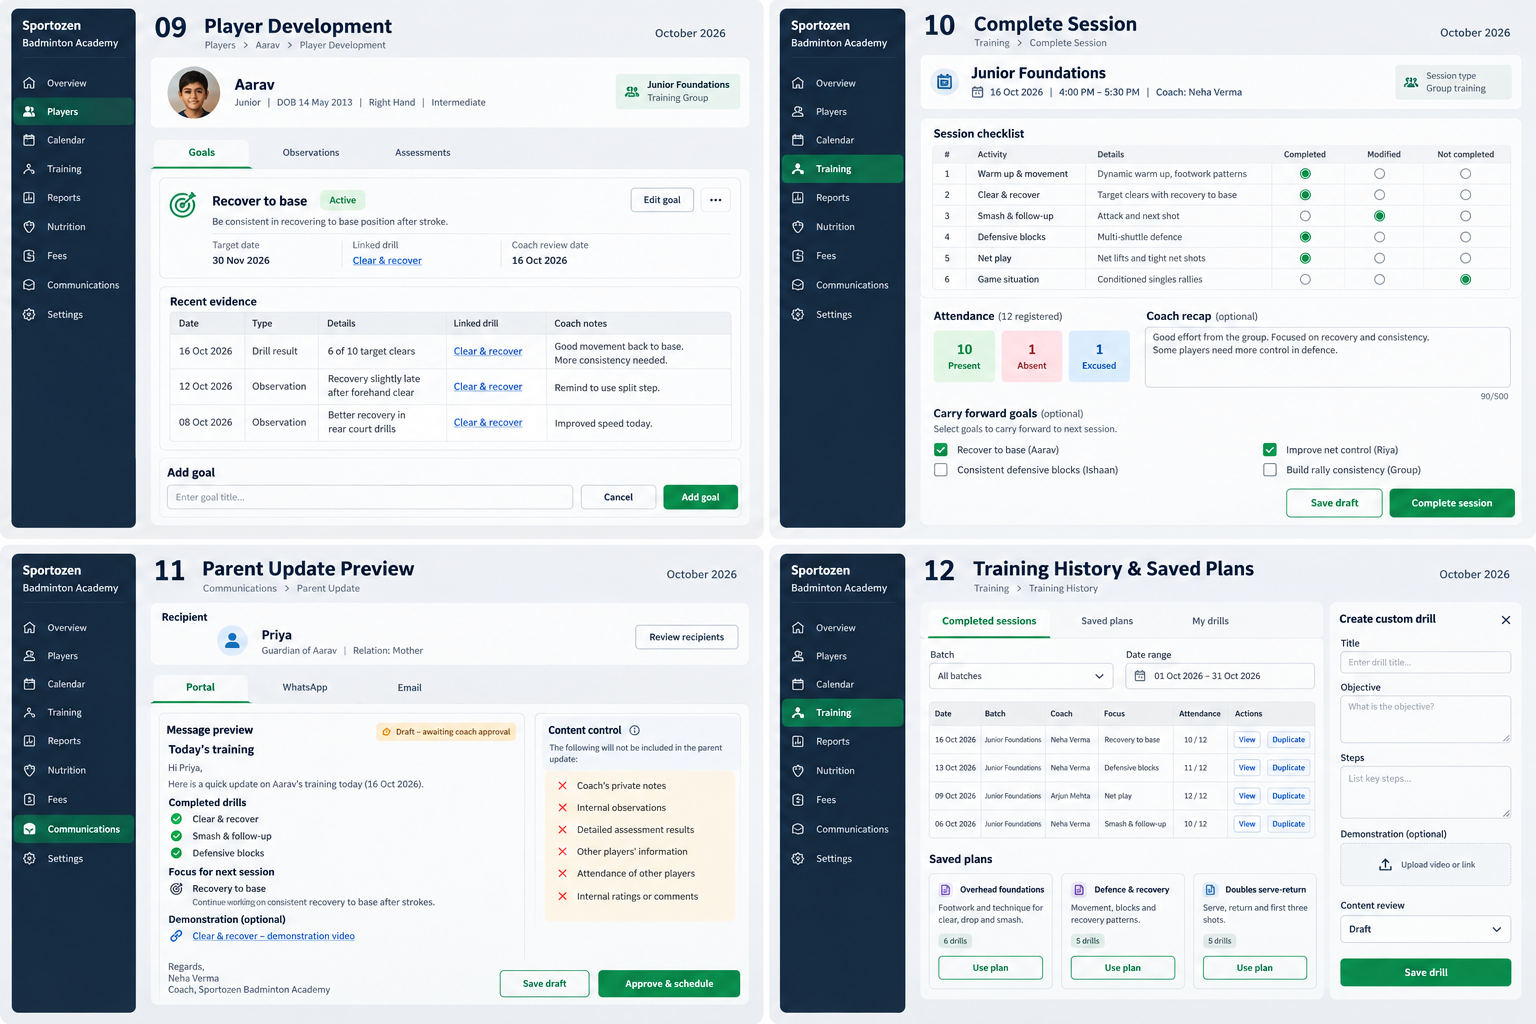 Sportozen
Badminton Academy
Overview
Players
Calendar
Training
Reports
Nutrition
Fees
Communications
Settings
09 Player Development
Players > Aarav > Player Development
October 2026
Aarav
Junior | DOB 14 May 2013 | Right Hand | Intermediate
Junior Foundations
Training Group
Goals Observations Assessments
Recover to base Active
Edit goal ...
Be consistent in recovering to base position after stroke.
Target date Linked drill Coach review date
30 Nov 2026 Clear & recover 16 Oct 2026
Recent evidence
Date Type Details Linked drill Coach notes
16 Oct 2026 Drill result 6 of 10 target clears Clear & recover Good movement back to base.
More consistency needed.
12 Oct 2026 Observation Recovery slightly late
after forehand clear Clear & recover Remind to use split step.
08 Oct 2026 Observation Better recovery in
rear court drills Clear & recover Improved speed today.
Add goal
Enter goal title... Cancel Add goal
Sportozen
Badminton Academy
Overview
Players
Calendar
Training
Reports
Nutrition
Fees
Communications
Settings
10 Complete Session
Training > Complete Session
October 2026
Junior Foundations
16 Oct 2026 | 4:00 PM – 5:30 PM | Coach: Neha Verma
Session type
Group training
Session checklist
# Activity Details Completed Modified Not completed
1 Warm up & movement Dynamic warm up, footwork patterns
2 Clear & recover Target clears with recovery to base
3 Smash & follow-up Attack and next shot
4 Defensive blocks Multi-shuttle defence
5 Net play Net lifts and tight net shots
6 Game situation Conditioned singles rallies
Attendance (12 registered)
10
Present
1
Absent
1
Excused
Coach recap (optional)
Good effort from the group. Focused on recovery and consistency.
Some players need more control in defence.
90/500
Carry forward goals (optional)
Select goals to carry forward to next session.
Recover to base (Aarav) Improve net control (Riya)
Consistent defensive blocks (Ishaan) Build rally consistency (Group)
Save draft Complete session
Sportozen
Badminton Academy
Overview
Players
Calendar
Training
Reports
Nutrition
Fees
Communications
Settings
11 Parent Update Preview
Communications > Parent Update
October 2026
Recipient
Priya
Guardian of Aarav | Relation: Mother
Review recipients
Portal WhatsApp Email
Message preview Draft – awaiting coach approval
Today's training
Hi Priya,
Here is a quick update on Aarav's training today (16 Oct 2026).
Completed drills
Clear & recover
Smash & follow-up
Defensive blocks
Focus for next session
Recovery to base
Continue working on consistent recovery to base after strokes.
Demonstration (optional)
Clear & recover – demonstration video
Regards,
Neha Verma
Coach, Sportozen Badminton Academy
Content control
The following will not be included in the parent
update:
Coach's private notes
Internal observations
Detailed assessment results
Other players' information
Attendance of other players
Internal ratings or comments
Save draft Approve & schedule
Sportozen
Badminton Academy
Overview
Players
Calendar
Training
Reports
Nutrition
Fees
Communications
Settings
12 Training History & Saved Plans
Training > Training History
October 2026
Completed sessions Saved plans My drills
Batch Date range
All batches 01 Oct 2026 – 31 Oct 2026
Date Batch Coach Focus Attendance Actions
16 Oct 2026 Junior Foundations Neha Verma Recovery to base 10 / 12 View Duplicate
13 Oct 2026 Junior Foundations Neha Verma Defensive blocks 11 / 12 View Duplicate
09 Oct 2026 Junior Foundations Arjun Mehta Net play 12 / 12 View Duplicate
06 Oct 2026 Junior Foundations Neha Verma Smash & follow-up 10 / 12 View Duplicate
Saved plans
Overhead foundations
Footwork and technique for
clear, drop and smash.
6 drills
Use plan
Defence & recovery
Movement, blocks and
recovery patterns.
5 drills
Use plan
Doubles serve-return
Serve, return and first three
shots.
5 drills
Use plan
Create custom drill
Title
Enter drill title...
Objective
What is the objective?
Steps
List key steps...
Demonstration (optional)
Upload video or link
Content review
Draft
Save drill